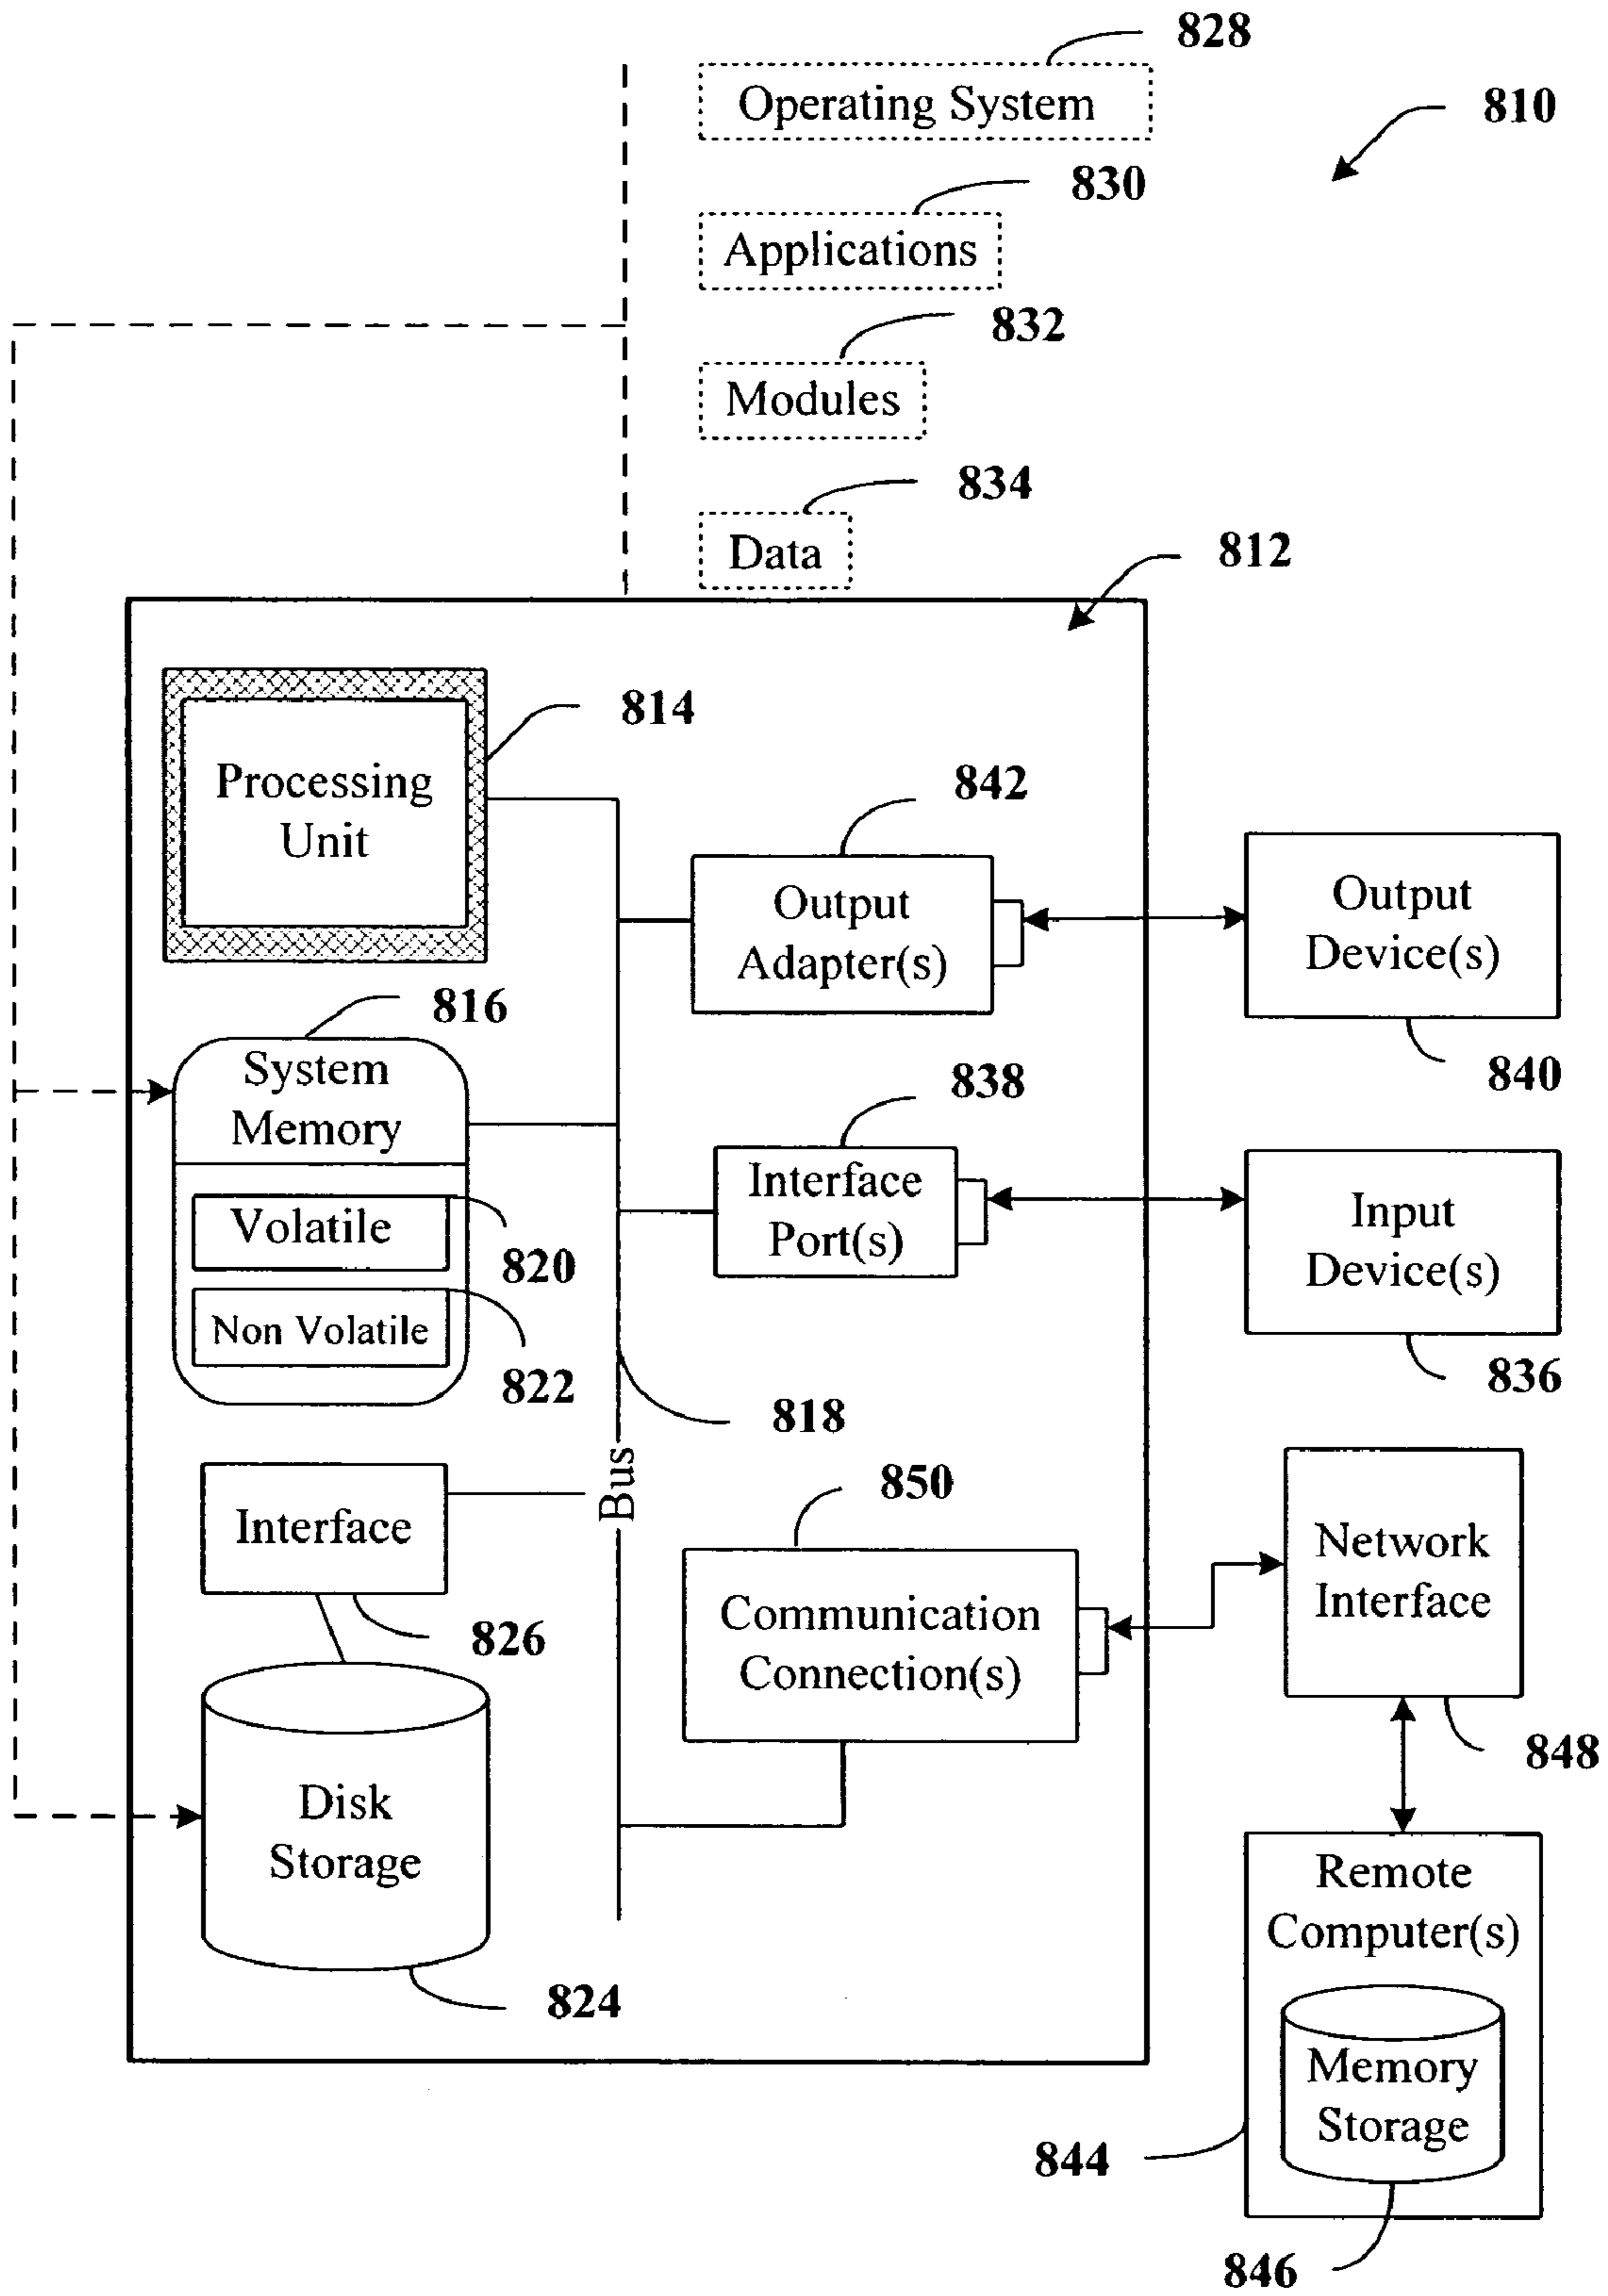 828
Operating System
810
830
Applications
832
Modules
834
Data
812
814
Processing
Unit
842
Output
Adapter(s)
Output
Device(s)
840
816
System
Memory
838
Interface
Port(s)
Input
Device(s)
836
Volatile
820
Non Volatile
822
818
Bus
850
Interface
826
Communication
Connection(s)
Network
Interface
848
Disk
Storage
824
Remote
Computer(s)
Memory
Storage
844
846